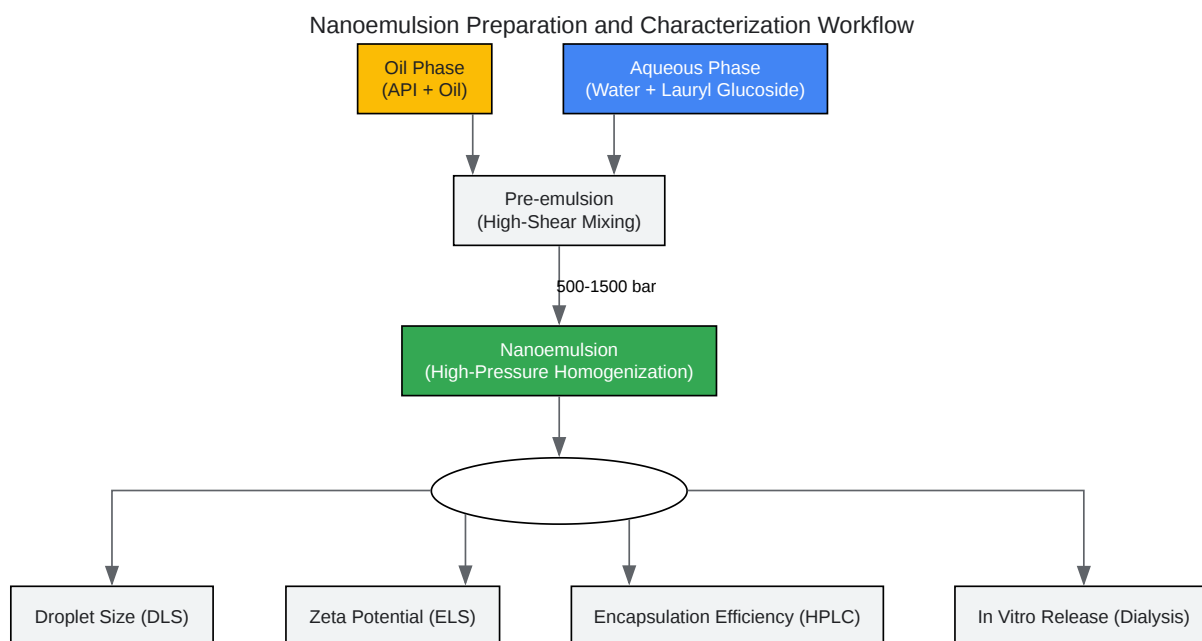 Nanoemulsion Preparation and Characterization Workflow
Oil Phase
(API + Oil)
Aqueous Phase
(Water + Lauryl Glucoside)
Pre-emulsion
(High-Shear Mixing)
500-1500 bar
Nanoemulsion
(High-Pressure Homogenization)
Droplet Size (DLS)
Zeta Potential (ELS)
Encapsulation Efficiency (HPLC)
In Vitro Release (Dialysis)